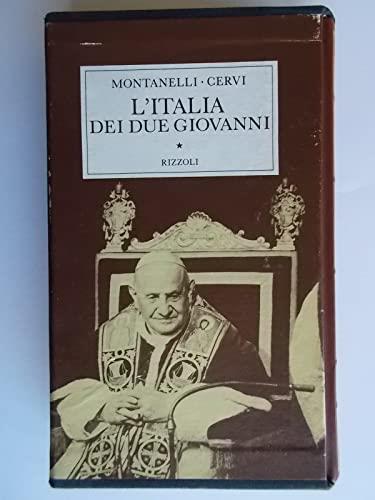 MONTANELLI · CERVI
L'ITALIA
DEI DUE GIOVANNI
★
RIZZOLI